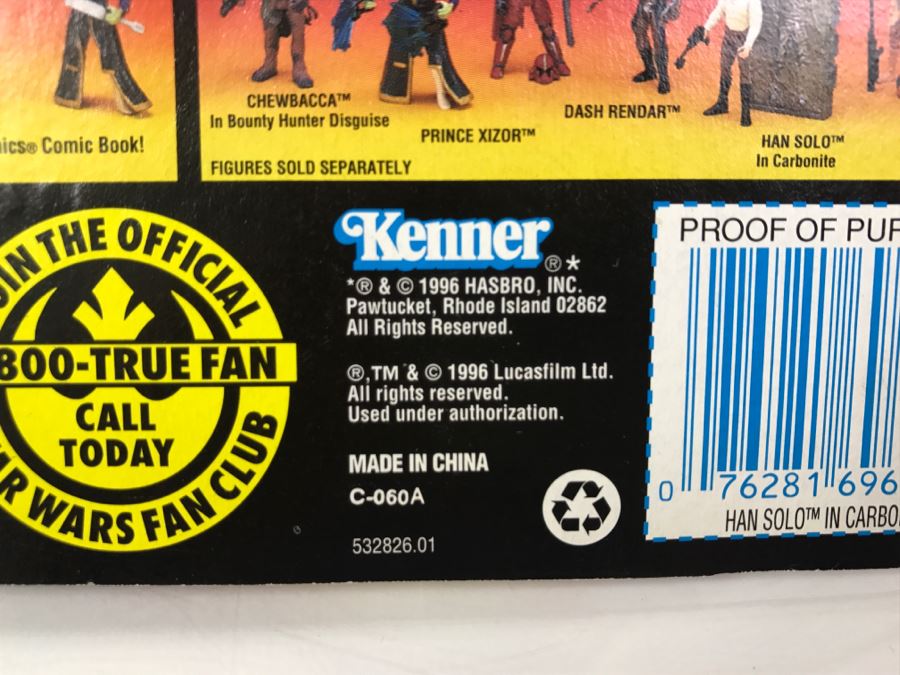 Comic Book!
CHEWBACCA™
In Bounty Hunter Disguise
PRINCE XIZOR™
DASH RENDAR™
HAN SOLO™
In Carbonite
FIGURES SOLD SEPARATELY
THE OFFICIAL
800-TRUE FAN
CALL
TODAY
WARS FAN CLUB
Kenner®*
*® & © 1996 HASBRO, INC.
Pawtucket, Rhode Island 02862
All Rights Reserved.
®,TM & © 1996 Lucasfilm Ltd.
All rights reserved.
Used under authorization.
MADE IN CHINA
C-060A
532826.01
PROOF OF PUR
0 76281 696
HAN SOLO™ IN CARBO